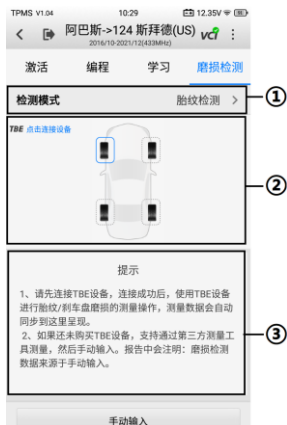 TPMS V1.04 10:29 12.35V
阿巴斯->124 斯拜德(US) VCI
2016/10-2021/12(433MHz)
激活 编程 学习 磨损检测
检测模式 胎纹检测 > ①
TBE 点击连接设备
②
提示
1、请先连接TBE设备，连接成功后，使用TBE设备
进行胎纹/刹车盘磨损的测量操作，测量数据会自动
同步到这里呈现。
2、如果还未购买TBE设备，支持通过第三方测量工
具测量，然后手动输入。报告中会注明：磨损检测
数据来源于手动输入。
③
手动输入